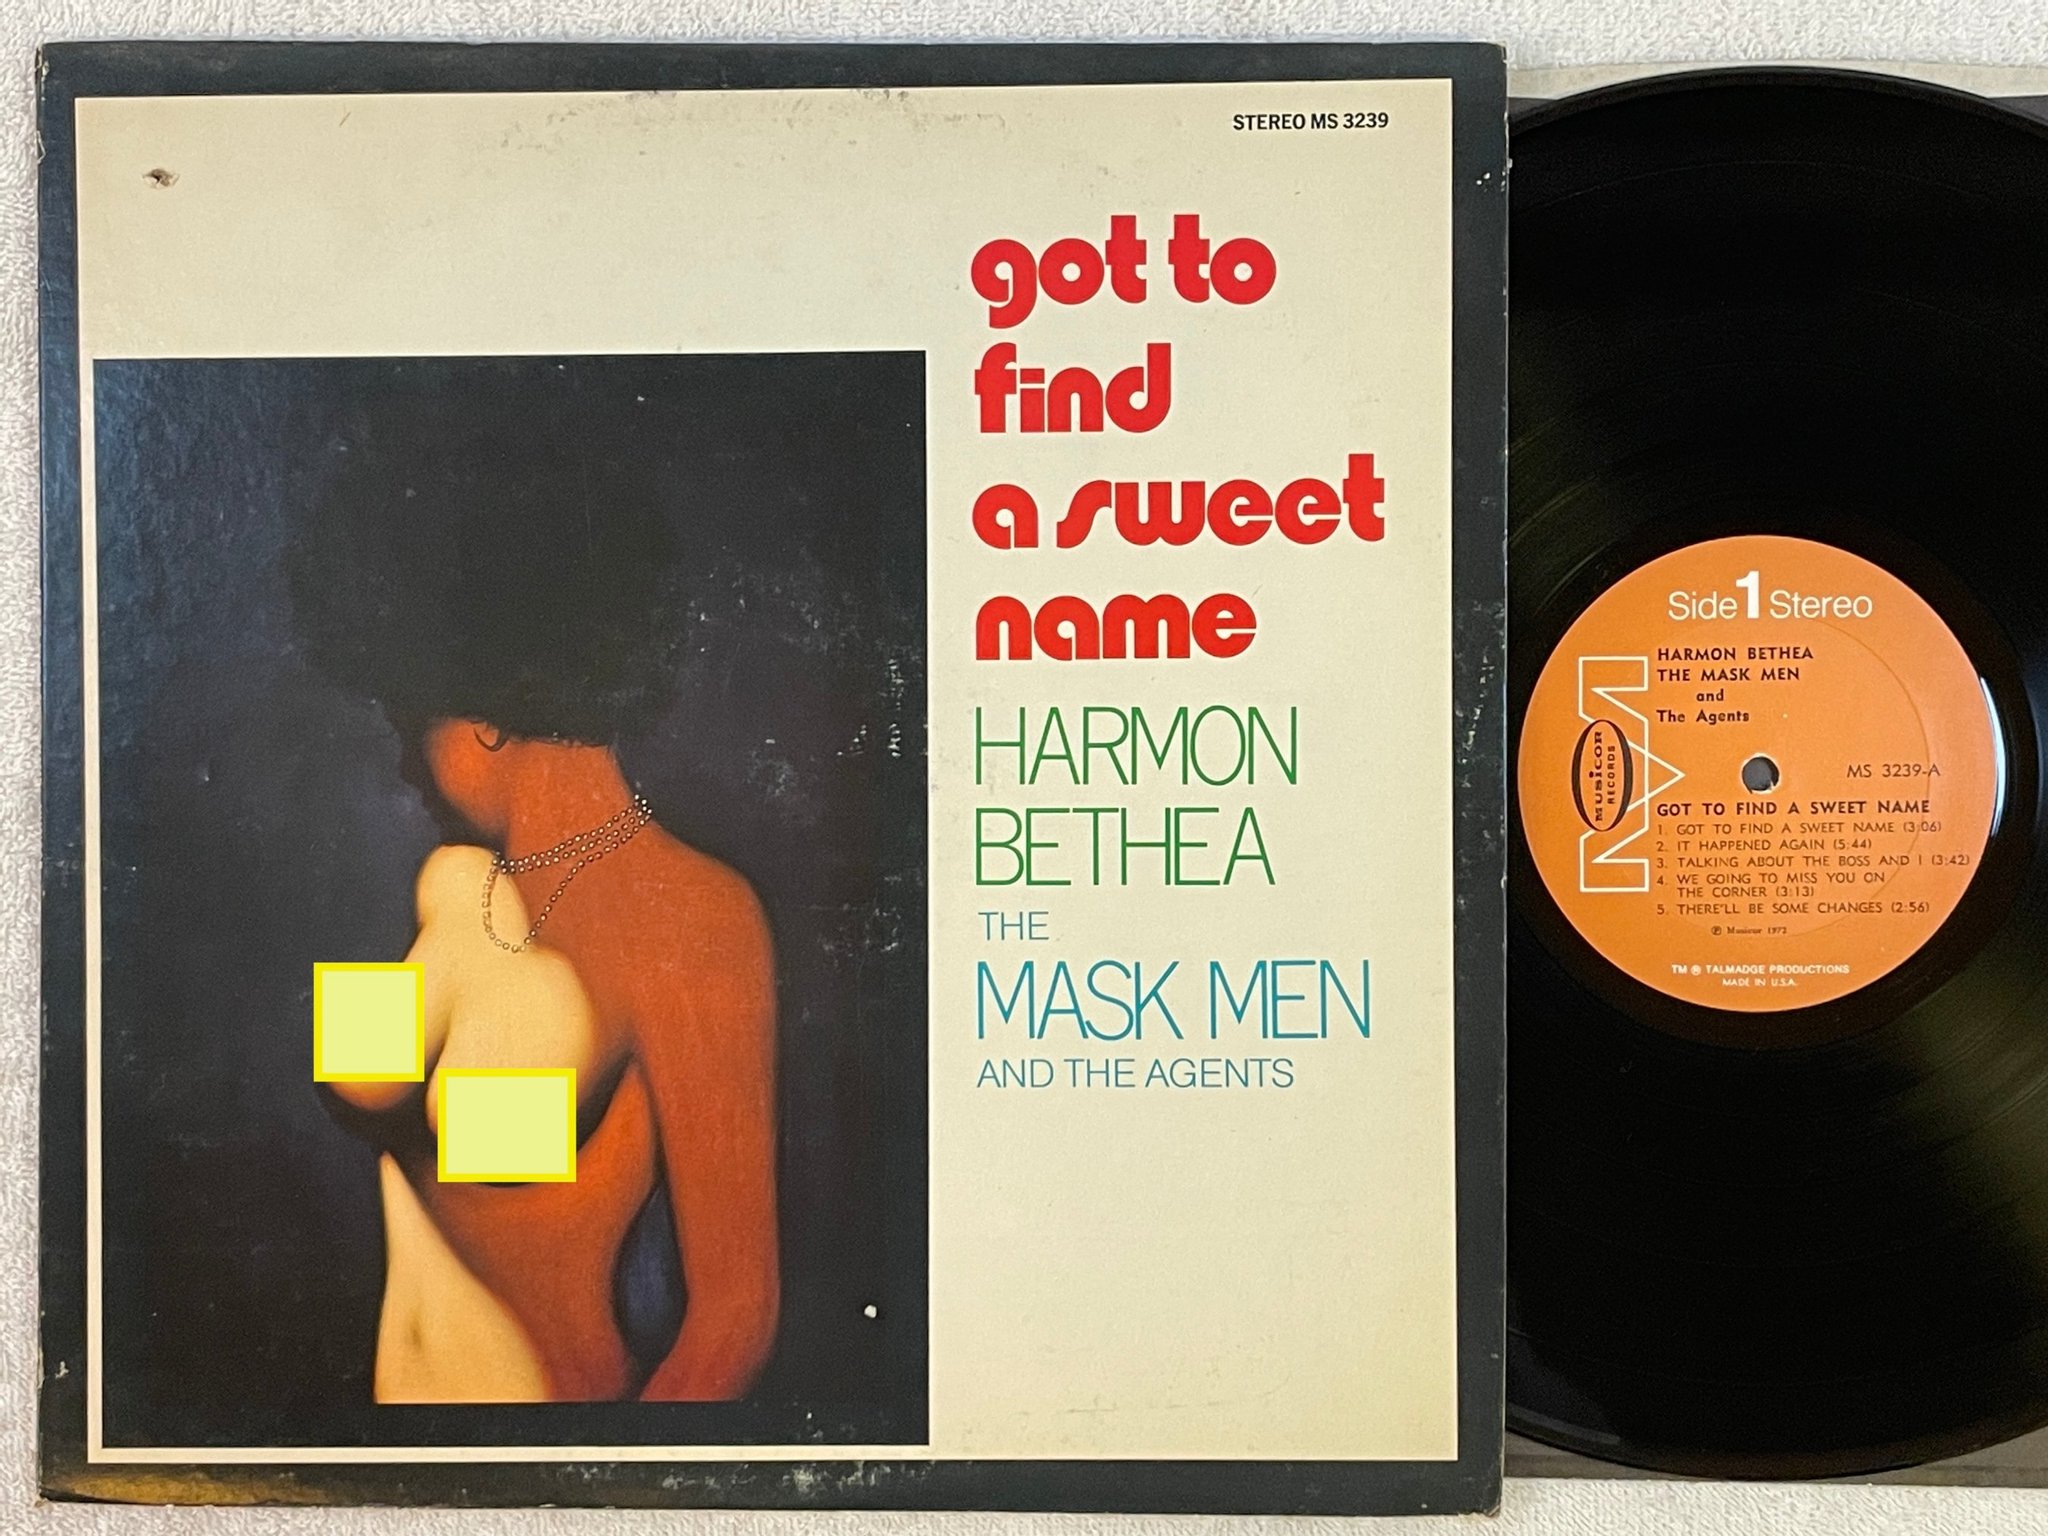 STEREO MS 3239
got to
find
a sweet
name
HARMON
BETHEA
THE
MASK MEN
AND THE AGENTS
Side 1 Stereo
HARMON BETHEA
THE MASK MEN
and
The Agents
MUSICOR
RECORDS
MS 3239-A
GOT TO FIND A SWEET NAME
1. GOT TO FIND A SWEET NAME (3:06)
2. IT HAPPENED AGAIN (5:44)
3. TALKING ABOUT THE BOSS AND I (3:42)
4. WE GOING TO MISS YOU ON
THE CORNER (3:13)
5. THERE'LL BE SOME CHANGES (2:56)
℗ Musicor 1972
TM ® TALMADGE PRODUCTIONS
MADE IN U.S.A.